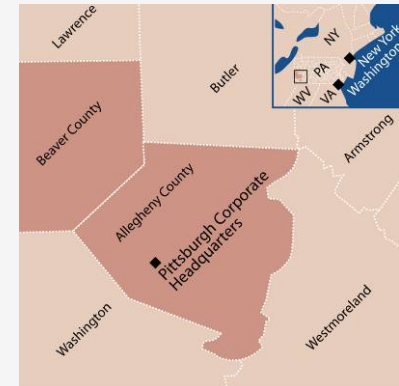 Lawrence
Butler
NY
PA
New York
Washington
WV
VA
Beaver County
Armstrong
Allegheny County
Pittsburgh Corporate
Headquarters
Washington
Westmoreland